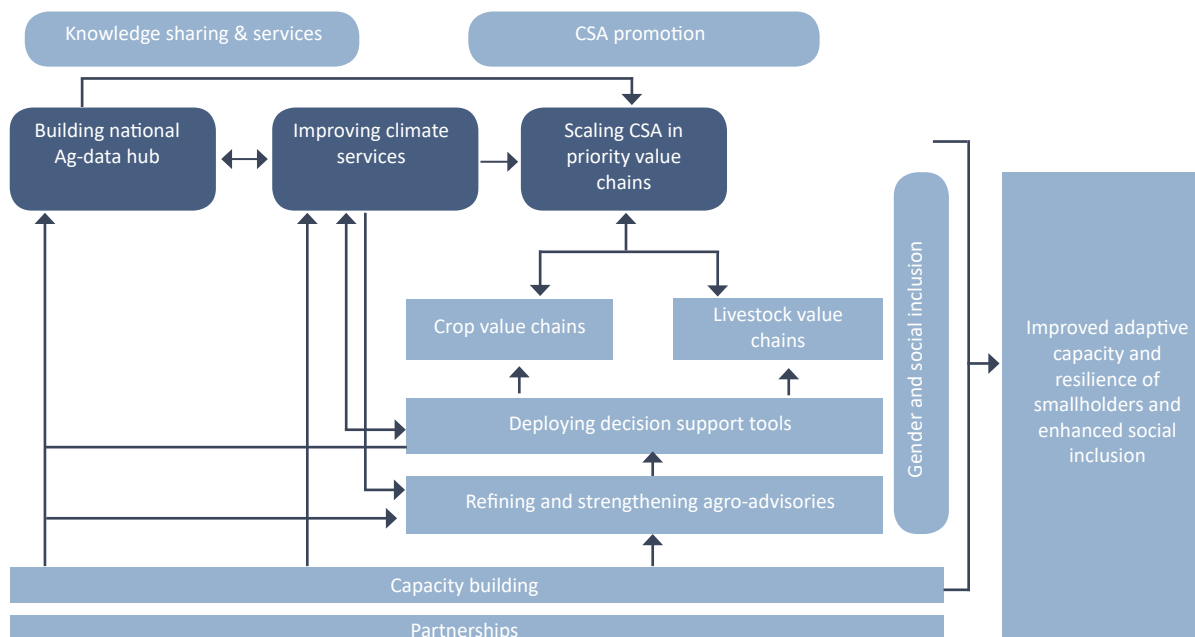 Knowledge sharing & services
CSA promotion
Building national
Ag-data hub
Improving climate
services
Scaling CSA in
priority value
chains
Crop value chains
Livestock value
chains
Deploying decision support tools
Refining and strengthening agro-advisories
Gender and social inclusion
Improved adaptive
capacity and
resilience of
smallholders and
enhanced social
inclusion
Capacity building
Partnerships